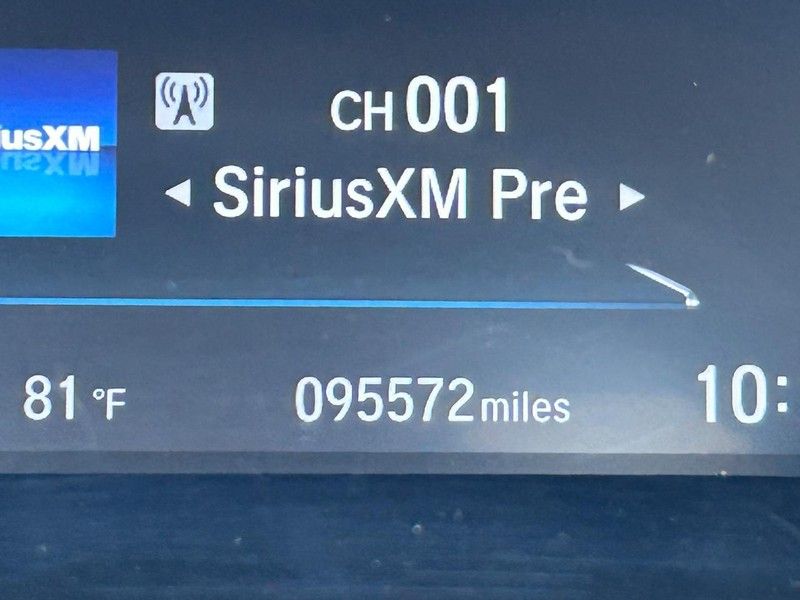 iusXM
CH 001
SiriusXM Pre
81 °F
095572 miles
10: